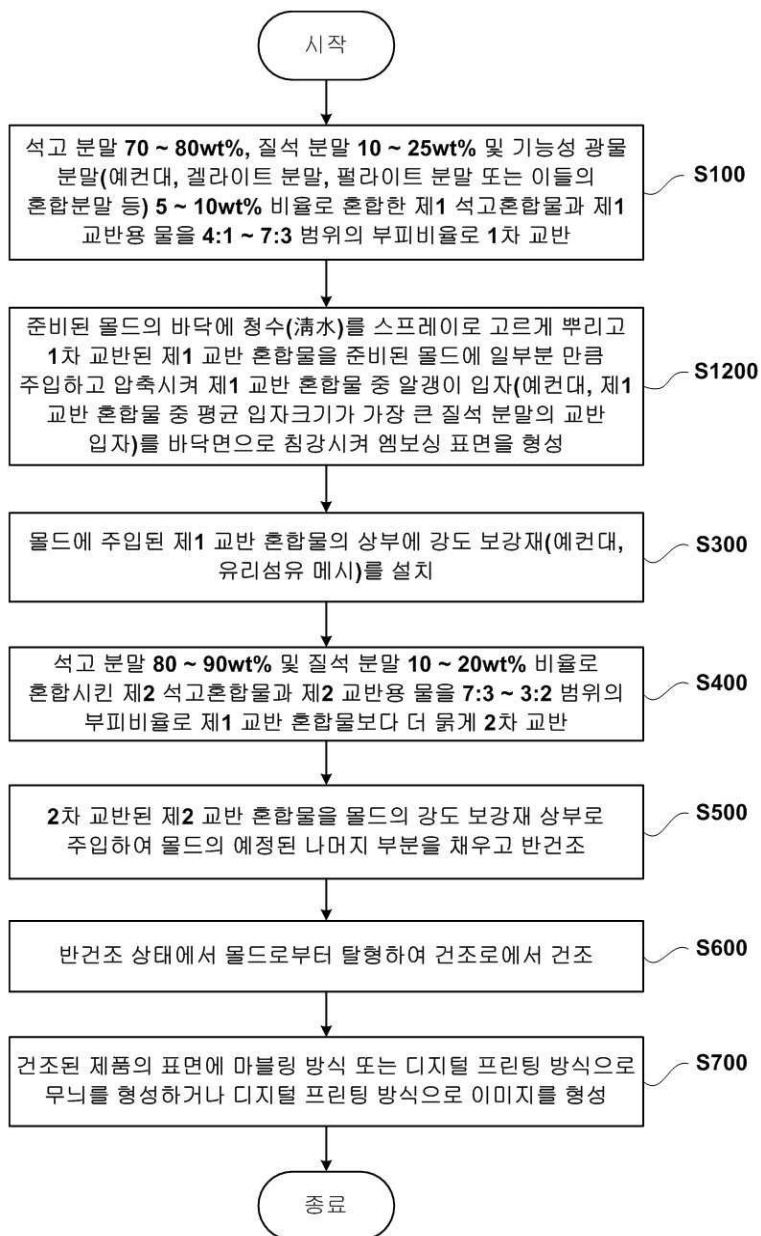 시작
석고 분말 70 ~ 80wt%, 질석 분말 10 ~ 25wt% 및 기능성 광물
분말(예컨대, 겔라이트 분말, 펄라이트 분말 또는 이들의
혼합분말 등) 5 ~ 10wt% 비율로 혼합한 제1 석고혼합물과 제1
교반용 물을 4:1 ~ 7:3 범위의 부피비율로 1차 교반
S100
준비된 몰드의 바닥에 청수(淸水)를 스프레이로 고르게 뿌리고
1차 교반된 제1 교반 혼합물을 준비된 몰드에 일부분 만큼
주입하고 압축시켜 제1 교반 혼합물 중 알갱이 입자(예컨대, 제1
교반 혼합물 중 평균 입자크기가 가장 큰 질석 분말의 교반
입자)를 바닥면으로 침강시켜 엠보싱 표면을 형성
S1200
몰드에 주입된 제1 교반 혼합물의 상부에 강도 보강재(예컨대,
유리섬유 메시)를 설치
S300
석고 분말 80 ~ 90wt% 및 질석 분말 10 ~ 20wt% 비율로
혼합시킨 제2 석고혼합물과 제2 교반용 물을 7:3 ~ 3:2 범위의
부피비율로 제1 교반 혼합물보다 더 묽게 2차 교반
S400
2차 교반된 제2 교반 혼합물을 몰드의 강도 보강재 상부로
주입하여 몰드의 예정된 나머지 부분을 채우고 반건조
S500
반건조 상태에서 몰드로부터 탈형하여 건조로에서 건조
S600
건조된 제품의 표면에 마블링 방식 또는 디지털 프린팅 방식으로
무늬를 형성하거나 디지털 프린팅 방식으로 이미지를 형성
S700
종료